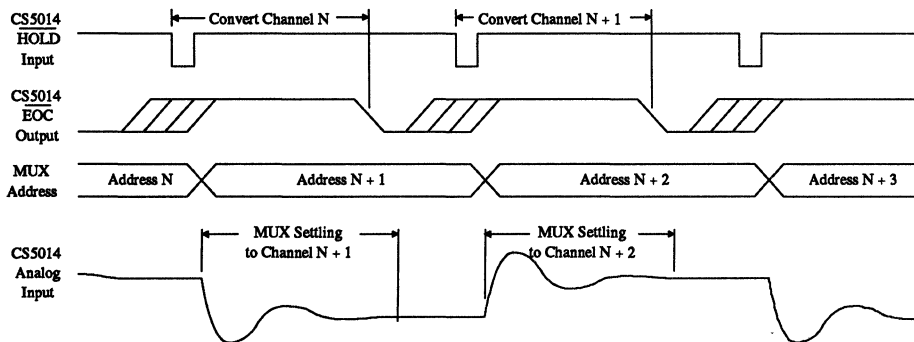 Convert Channel N
Convert Channel N + 1
CS5014
HOLD
Input
CS5014
EOC
Output
MUX
Address
Address N
Address N + 1
Address N + 2
Address N + 3
MUX Settling
to Channel N + 1
MUX Settling
to Channel N + 2
CS5014
Analog
Input